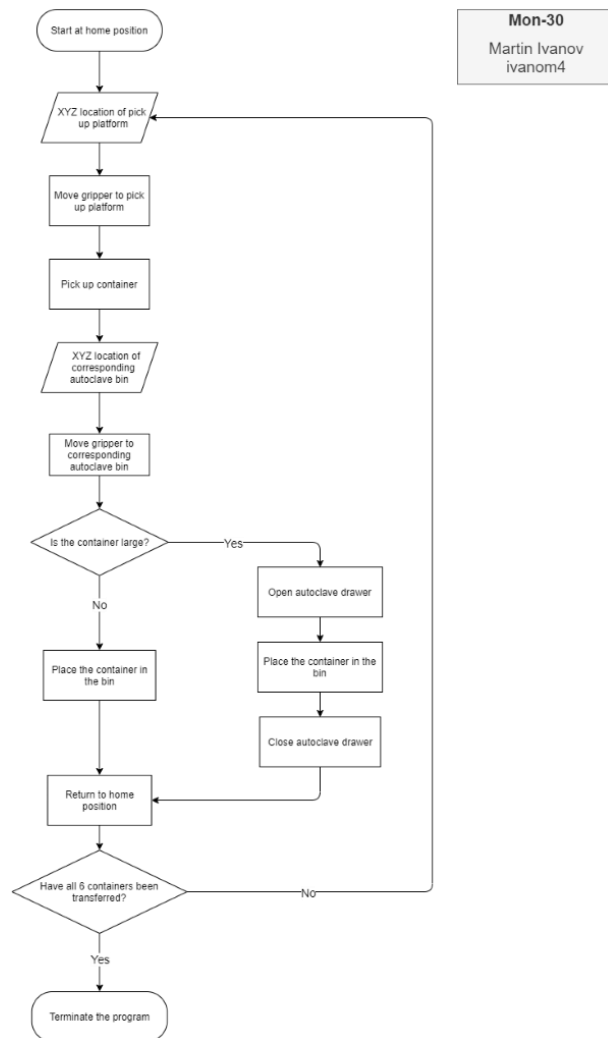 Mon-30
Martin Ivanov
ivanom4
Start at home position
XYZ location of pick
up platform
Move gripper to pick
up platform
Pick up container
XYZ location of
corresponding
autoclave bin
Move gripper to
corresponding
autoclave bin
Is the container large?
Yes
Open autoclave drawer
No
Place the container in
the bin
Place the container in the
bin
Close autoclave drawer
Return to home
position
Have all 6 containers been
transferred?
No
Yes
Terminate the program